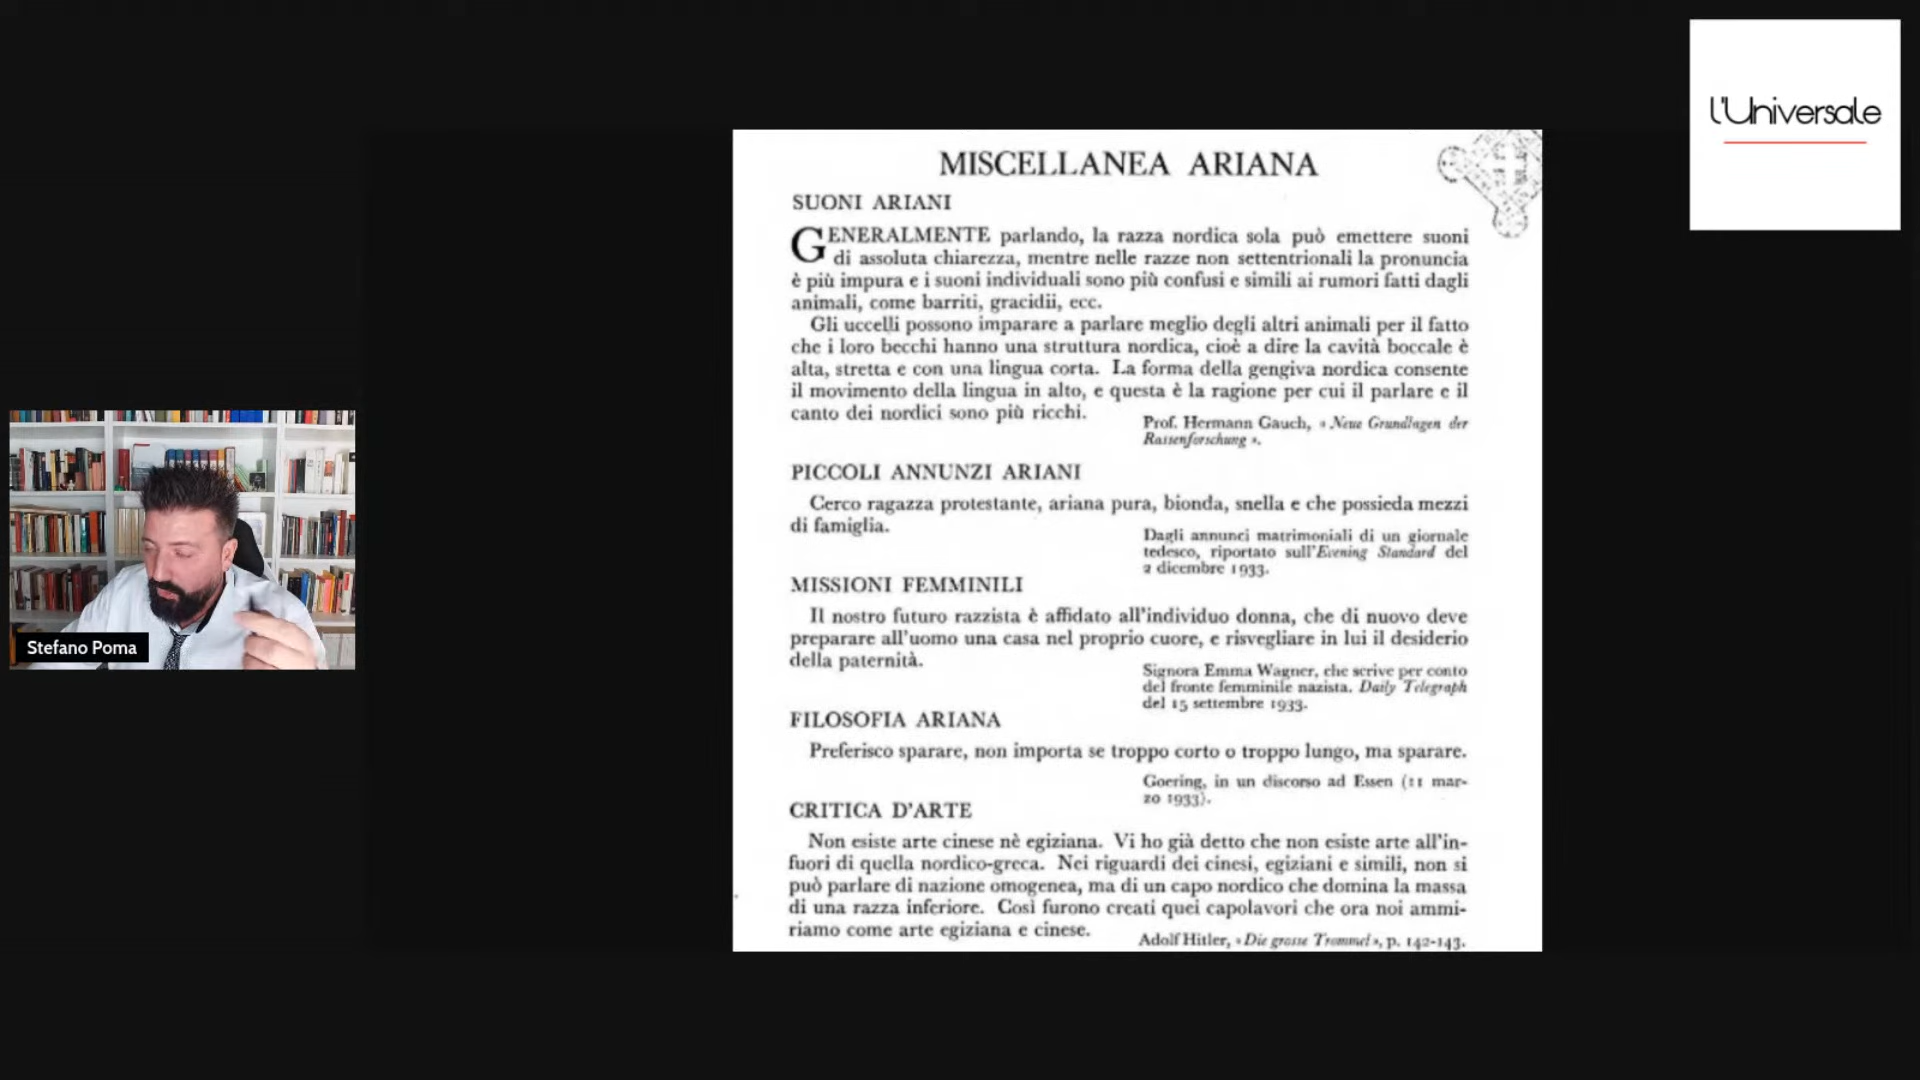 l'Universale
MISCELLANEA ARIANA
SUONI ARIANI
GENERALMENTE parlando, la razza nordica sola può emettere suoni
di assoluta chiarezza, mentre nelle razze non settentrionali la pronuncia
è più impura e i suoni individuali sono più confusi e simili ai rumori fatti dagli
animali, come barriti, gracidii, ecc.
Gli uccelli possono imparare a parlare meglio degli altri animali per il fatto
che i loro becchi hanno una struttura nordica, cioè a dire la cavità boccale è
alta, stretta e con una lingua corta. La forma della gengiva nordica consente
il movimento della lingua in alto, e questa è la ragione per cui il parlare e il
canto dei nordici sono più ricchi.
Prof. Hermann Gauch, « Neue Grundlagen der
Rassenforschung ».
PICCOLI ANNUNZI ARIANI
Cerco ragazza protestante, ariana pura, bionda, snella e che possieda mezzi
di famiglia.
Dagli annunci matrimoniali di un giornale
tedesco, riportato sull'Evening Standard del
2 dicembre 1933.
MISSIONI FEMMINILI
Il nostro futuro razzista è affidato all'individuo donna, che di nuovo deve
preparare all'uomo una casa nel proprio cuore, e risvegliare in lui il desiderio
della paternità.
Signora Emma Wagner, che scrive per conto
del fronte femminile nazista. Daily Telegraph
del 15 settembre 1933.
FILOSOFIA ARIANA
Preferisco sparare, non importa se troppo corto o troppo lungo, ma sparare.
Goering, in un discorso ad Essen (11 mar-
zo 1933).
CRITICA D'ARTE
Non esiste arte cinese nè egiziana. Vi ho già detto che non esiste arte all'in-
fuori di quella nordico-greca. Nei riguardi dei cinesi, egiziani e simili, non si
può parlare di nazione omogenea, ma di un capo nordico che domina la massa
di una razza inferiore. Così furono creati quei capolavori che ora noi ammi-
riamo come arte egiziana e cinese.
Adolf Hitler, « Die grosse Trommel », p. 142-143.
Stefano Poma